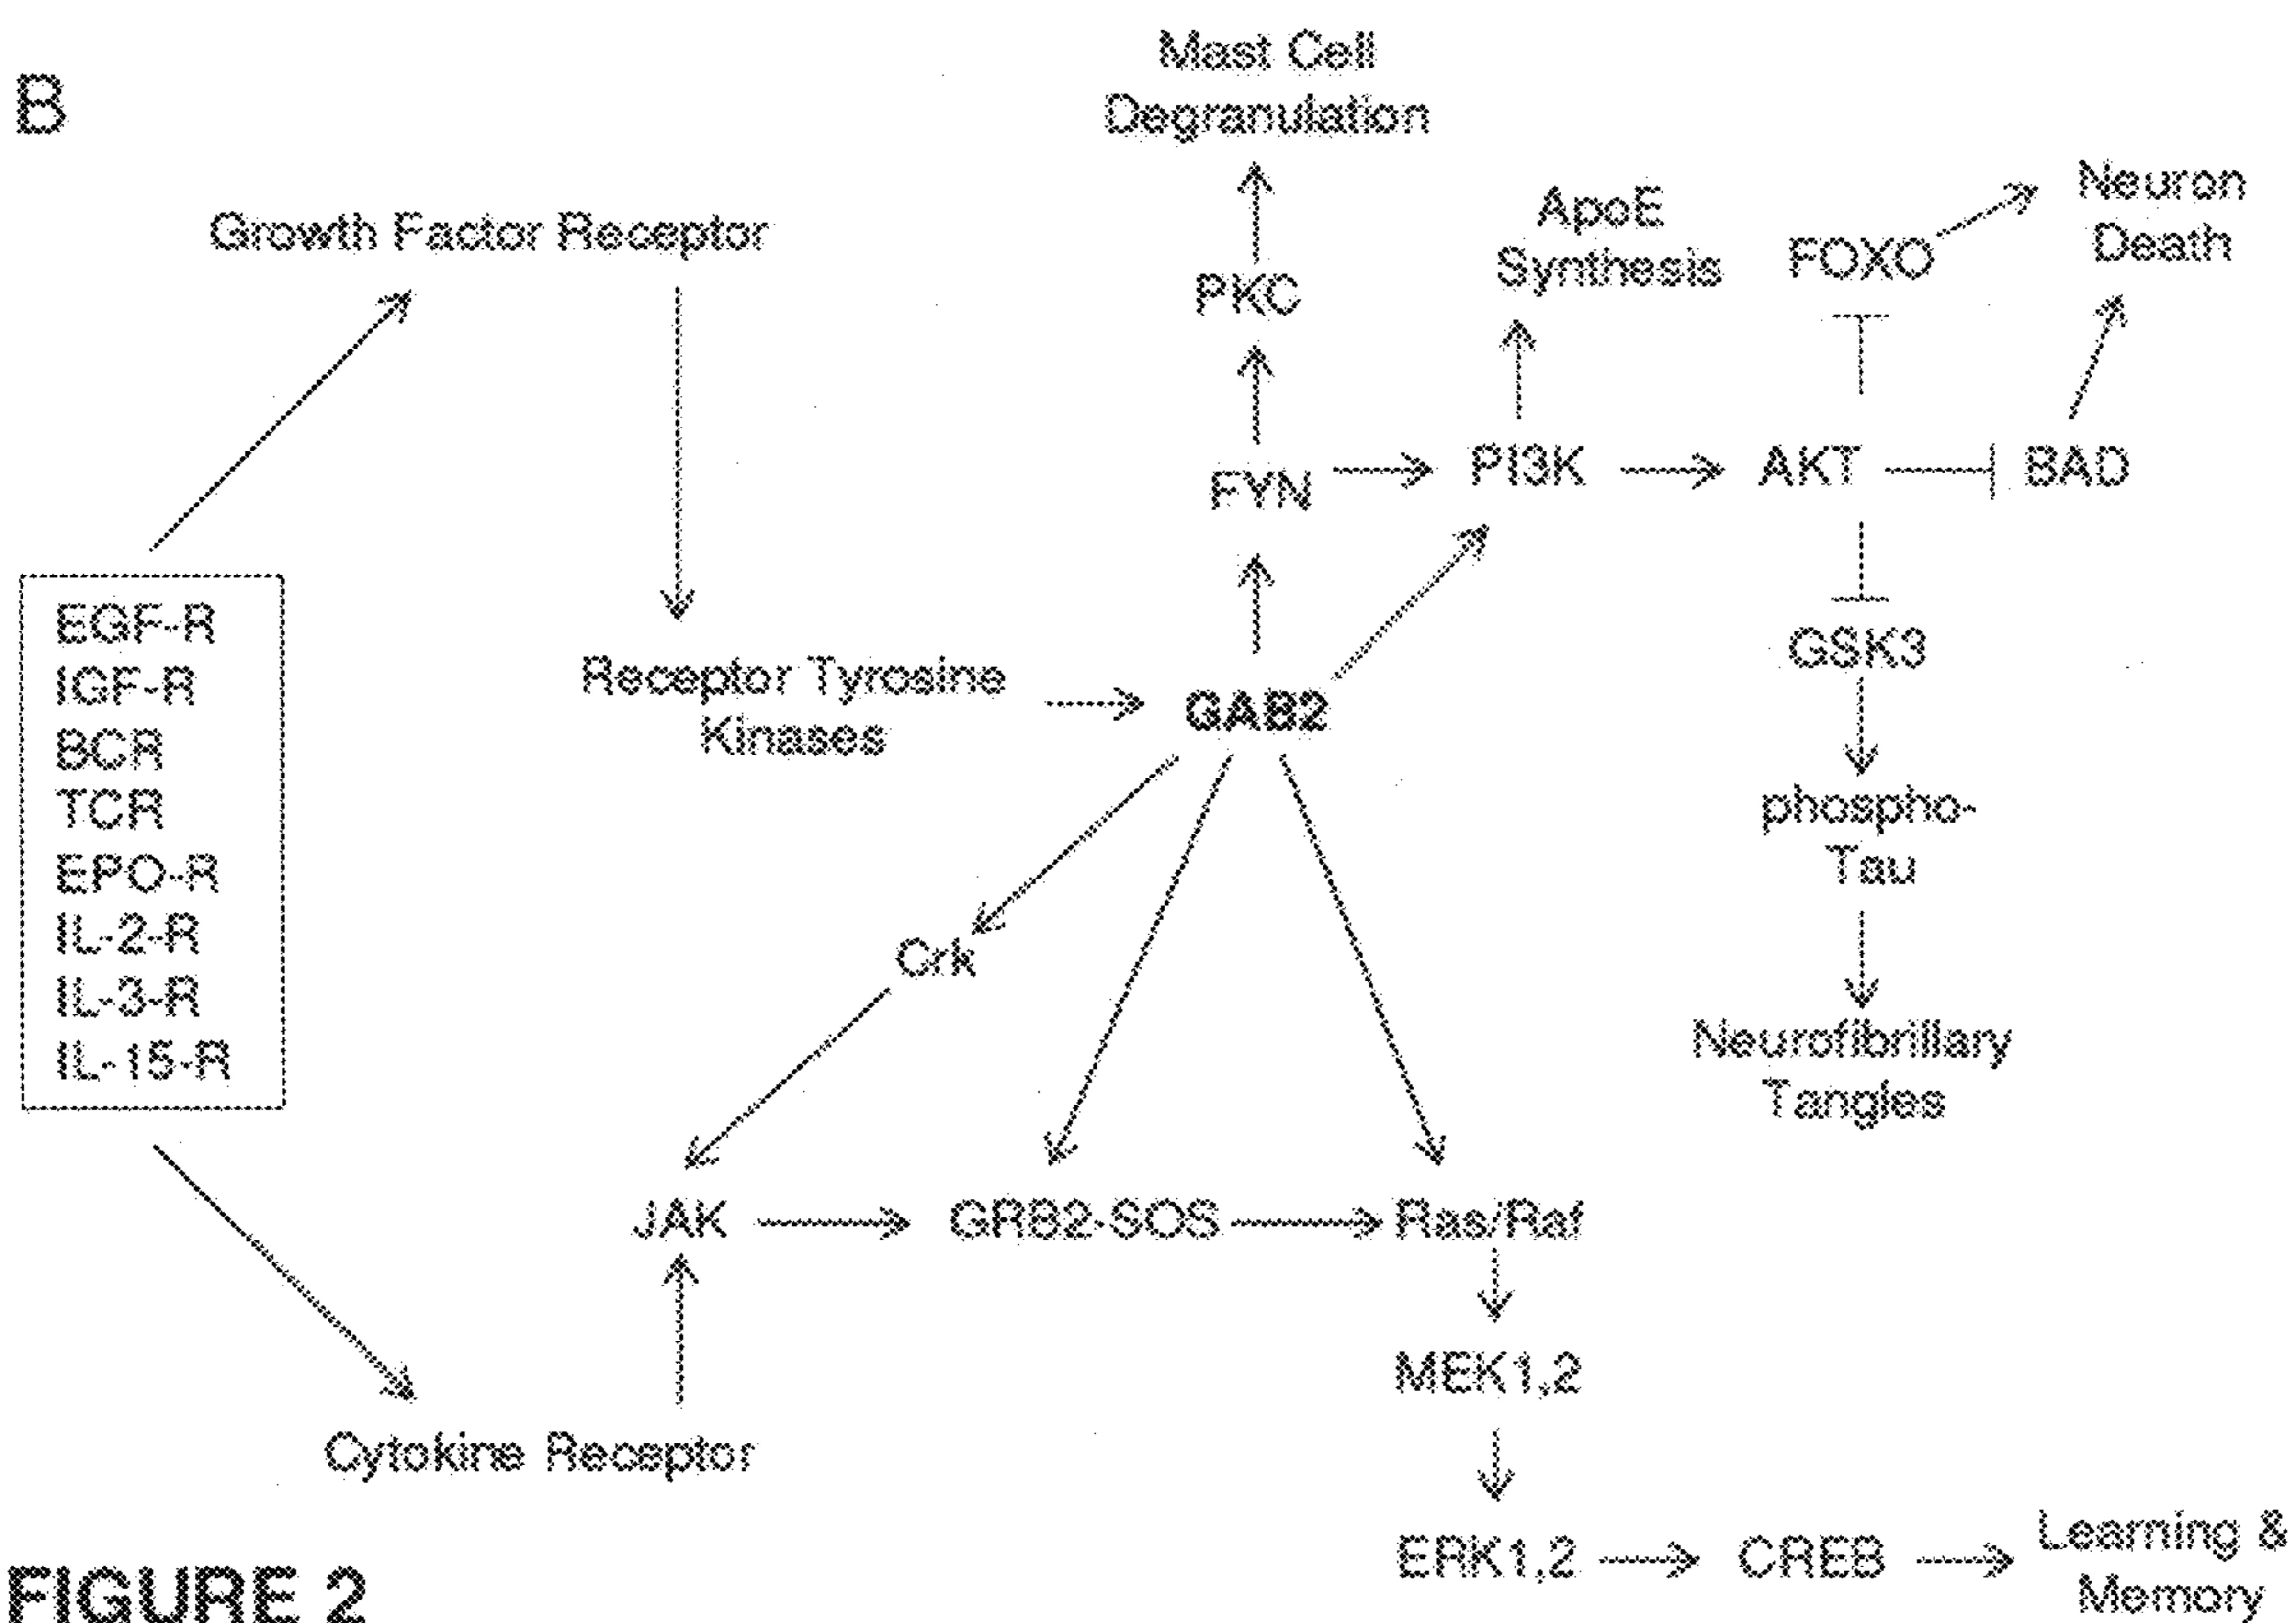 B
Mast Cell
Degranulation
Growth Factor Receptor
PKC
ApoE
Synthesis
FOXO
Neuron
Death
FYN
PI3K
AKT
BAD
EGF-R
IGF-R
BCR
TCR
EPO-R
IL-2-R
IL-3-R
IL-15-R
Receptor Tyrosine
Kinases
GAB2
GSK3
phospho-
Tau
Neurofibrillary
Tangles
Crk
JAK
GRB2-SOS
Ras/Raf
MEK1,2
Cytokine Receptor
ERK1,2
CREB
Learning &
Memory
FIGURE 2